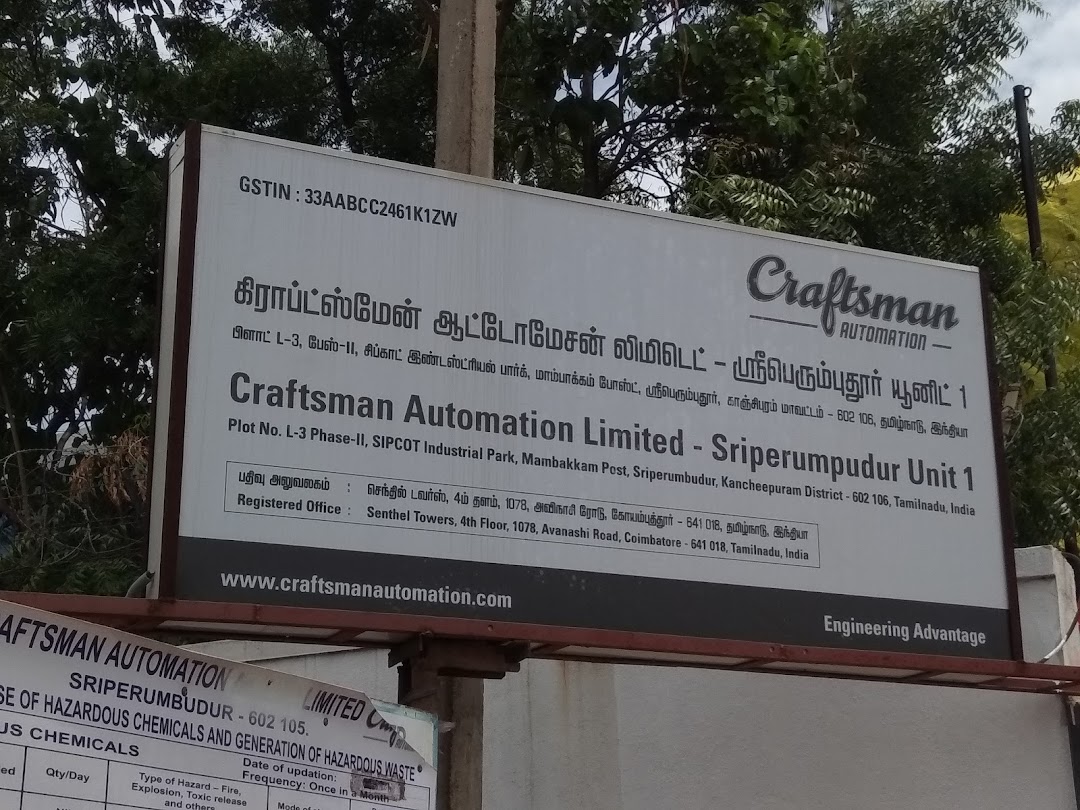 GSTIN : 33AABCC2461K1ZW
Craftsman
AUTOMATION
கிராப்ட்ஸ்மேன் ஆட்டோமேசன் லிமிடெட் – ஸ்ரீபெரும்புதூர் யூனிட் 1
பிளாட் L-3, பேஸ்-II, சிப்காட் இண்டஸ்ட்ரியல் பார்க், மாம்பாக்கம் போஸ்ட், ஸ்ரீபெரும்புதூர், காஞ்சிபுரம் மாவட்டம் – 602 106, தமிழ்நாடு, இந்தியா
Craftsman Automation Limited - Sriperumpudur Unit 1
Plot No. L-3 Phase-II, SIPCOT Industrial Park, Mambakkam Post, Sriperumbudur, Kancheepuram District - 602 106, Tamilnadu, India
பதிவு அலுவலகம் : செந்தில் டவர்ஸ், 4ம் தளம், 1078, அவினாசி ரோடு, கோயம்புத்தூர் – 641 018, தமிழ்நாடு, இந்தியா
Registered Office : Senthel Towers, 4th Floor, 1078, Avanashi Road, Coimbatore - 641 018, Tamilnadu, India
www.craftsmanautomation.com
Engineering Advantage
AFTSMAN AUTOMATION LIMITED
SRIPERUMBUDUR - 602 105.
SE OF HAZARDOUS CHEMICALS AND GENERATION OF HAZARDOUS WASTE
US CHEMICALS
Date of updation:
Frequency: Once in a Month
Qty/Day
Type of Hazard – Fire,
Explosion, Toxic release
and others